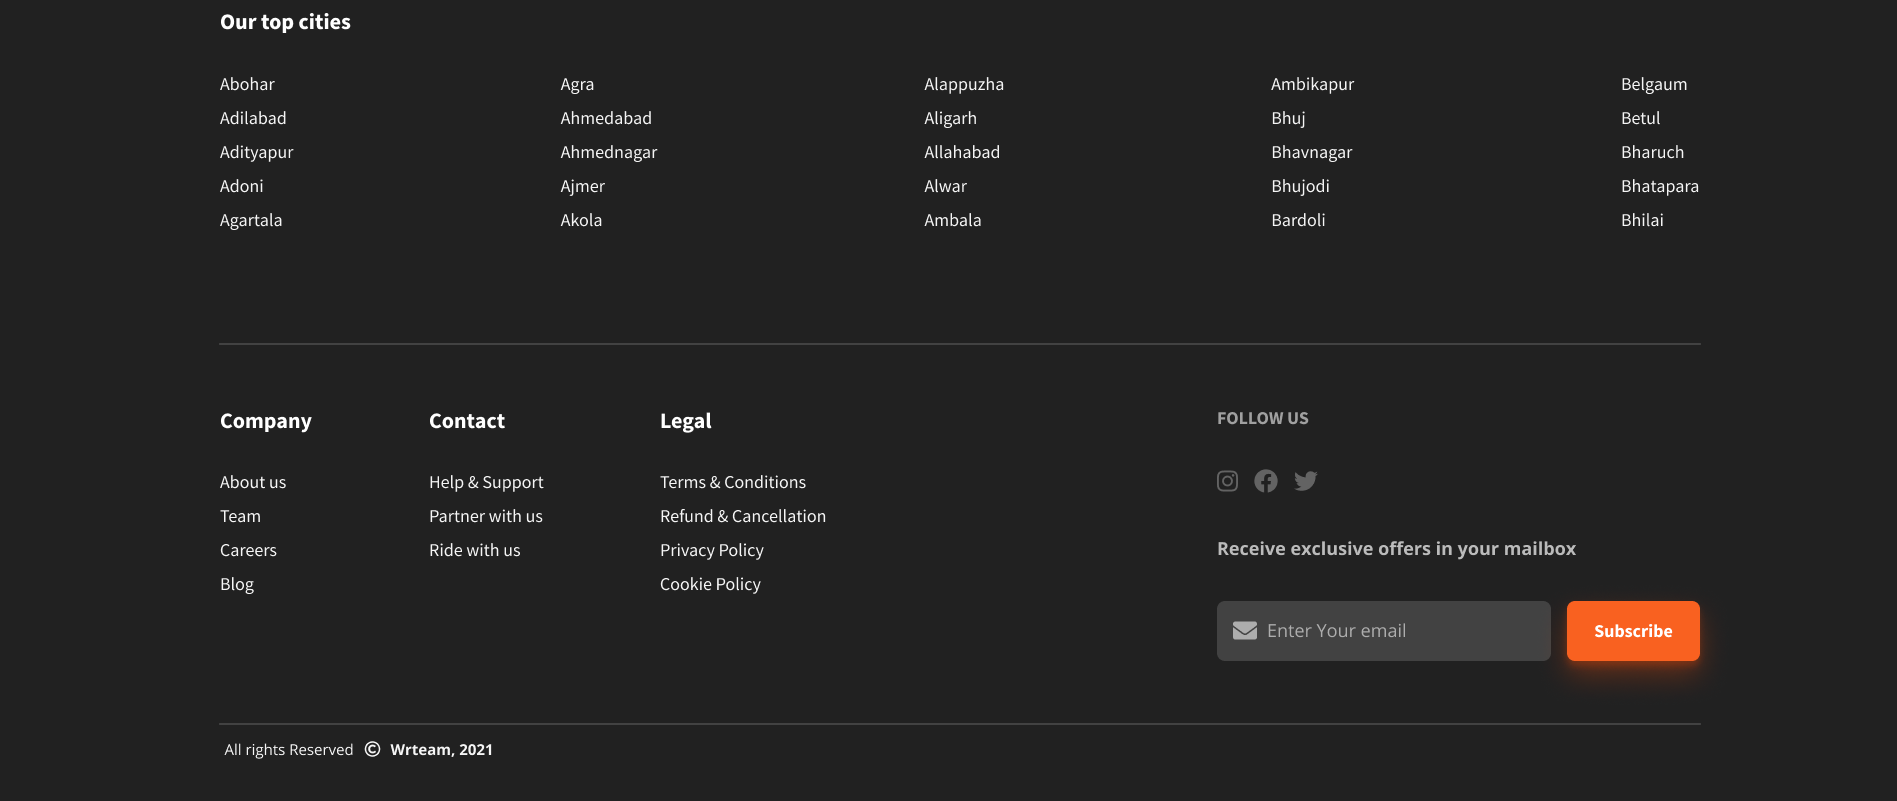 Our top cities
Abohar
Adilabad
Adityapur
Adoni
Agartala
Agra
Ahmedabad
Ahmednagar
Ajmer
Akola
Alappuzha
Aligarh
Allahabad
Alwar
Ambala
Ambikapur
Bhuj
Bhavnagar
Bhujodi
Bardoli
Belgaum
Betul
Bharuch
Bhatapara
Bhilai
Company
About us
Team
Careers
Blog
Contact
Help & Support
Partner with us
Ride with us
Legal
Terms & Conditions
Refund & Cancellation
Privacy Policy
Cookie Policy
FOLLOW US
Receive exclusive offers in your mailbox
Enter Your email
Subscribe
All rights Reserved © Wrteam, 2021